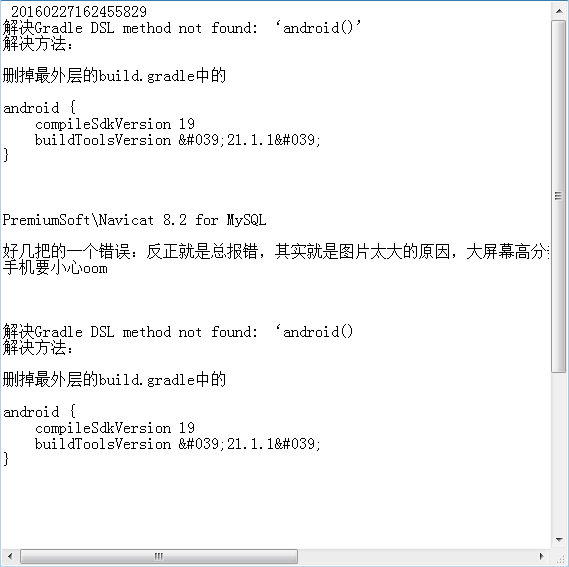 20160227162455829
解决Gradle DSL method not found: ‘android()’
解决方法：
删掉最外层的build.gradle中的
android {
compileSdkVersion 19
buildToolsVersion &#039;21.1.1&#039;
}
PremiumSoft\Navicat 8.2 for MySQL
好几把的一个错误：反正就是总报错，其实就是图片太大的原因，大屏幕高分
手机要小心oom
解决Gradle DSL method not found: ‘android()
解决方法：
删掉最外层的build.gradle中的
android {
compileSdkVersion 19
buildToolsVersion &#039;21.1.1&#039;
}